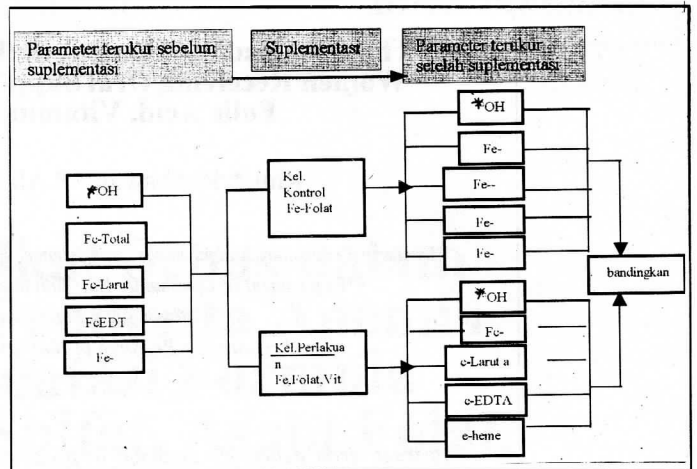 Parameter terukur sebelum
suplementasi
Suplementasi
Parameter terukur
setelah suplementasi
*OH
Fe-Total
Fe-Larut
FeEDT
Fe-
Kel.
Kontrol
Fe-Folat
Kel.Perlakua
n
Fe,Folat,Vit
*OH
Fe-
Fe--
Fe-
Fe-
*OH
Fe-
e-Larut a
e-EDTA
e-heme
bandingkan